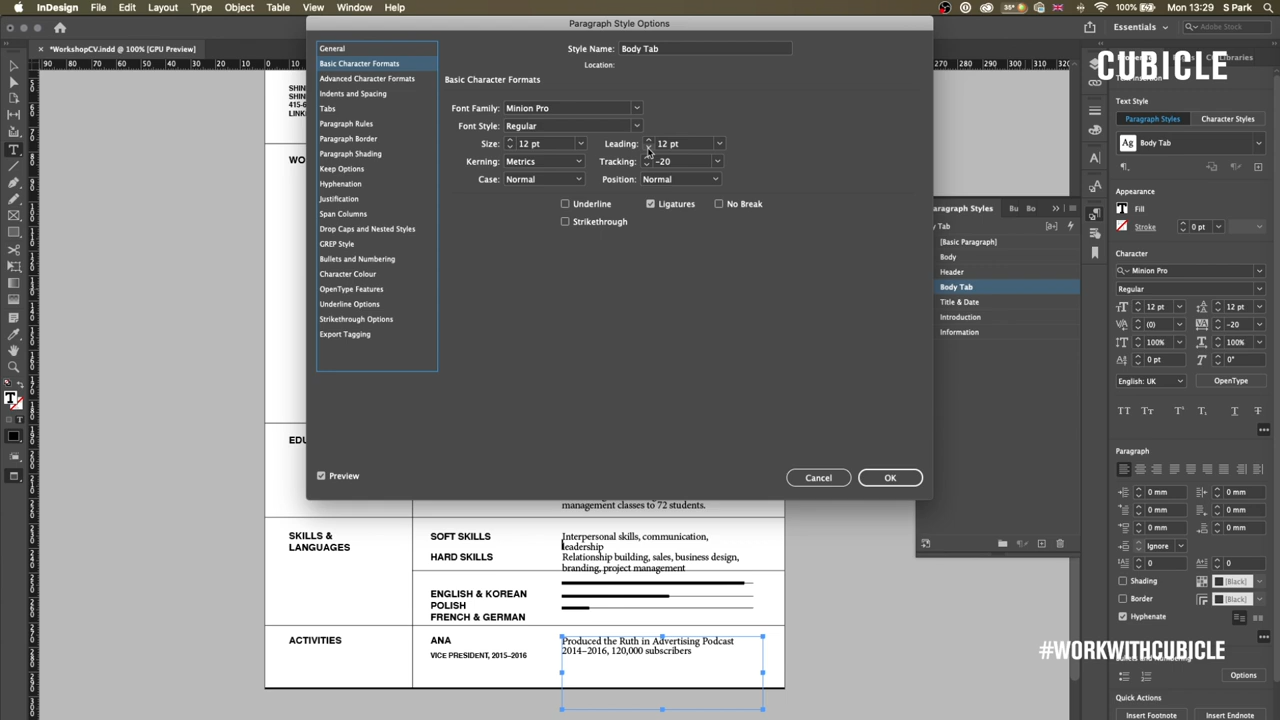 InDesign File Edit Layout Type Object Table View Window Help
100% Mon 13:29 S Park
Paragraph Style Options
Essentials
Adobe Stock
*WorkshopCV.indd @ 100% [GPU Preview]
General
Basic Character Formats
Advanced Character Formats
Indents and Spacing
Tabs
Paragraph Rules
Paragraph Border
Paragraph Shading
Keep Options
Hyphenation
Justification
Span Columns
Drop Caps and Nested Styles
GREP Style
Bullets and Numbering
Character Colour
OpenType Features
Underline Options
Strikethrough Options
Export Tagging
Style Name: Body Tab
Location:
Basic Character Formats
Font Family: Minion Pro
Font Style: Regular
Size: 12 pt Leading: 12 pt
Kerning: Metrics Tracking: -20
Case: Normal Position: Normal
Underline Ligatures No Break
Strikethrough
Preview
Cancel OK
CUBICLE
Text Style
Paragraph Styles Character Styles
Ag Body Tab
Appearance
Fill
Stroke 0 pt
Character
Minion Pro
Regular
12 pt 12 pt
(0) -20
100% 100%
0 pt 0°
English: UK OpenType
Paragraph
0 mm 0 mm
0 mm 0 mm
0 mm 0 mm
Ignore
0 0
Shading [Black]
Border [Black]
Hyphenate
Options
Quick Actions
Insert Footnote Insert Endnote
Paragraph Styles Bu Bo
[Basic Paragraph]
Body
Header
Body Tab
Title & Date
Introduction
Information
management classes to 72 students.
SKILLS &
LANGUAGES
SOFT SKILLS
Interpersonal skills, communication,
leadership
HARD SKILLS
Relationship building, sales, business design,
branding, project management
ENGLISH & KOREAN
POLISH
FRENCH & GERMAN
ACTIVITIES
ANA
VICE PRESIDENT, 2015–2016
Produced the Ruth in Advertising Podcast
2014–2016, 120,000 subscribers
#WORKWITHCUBICLE